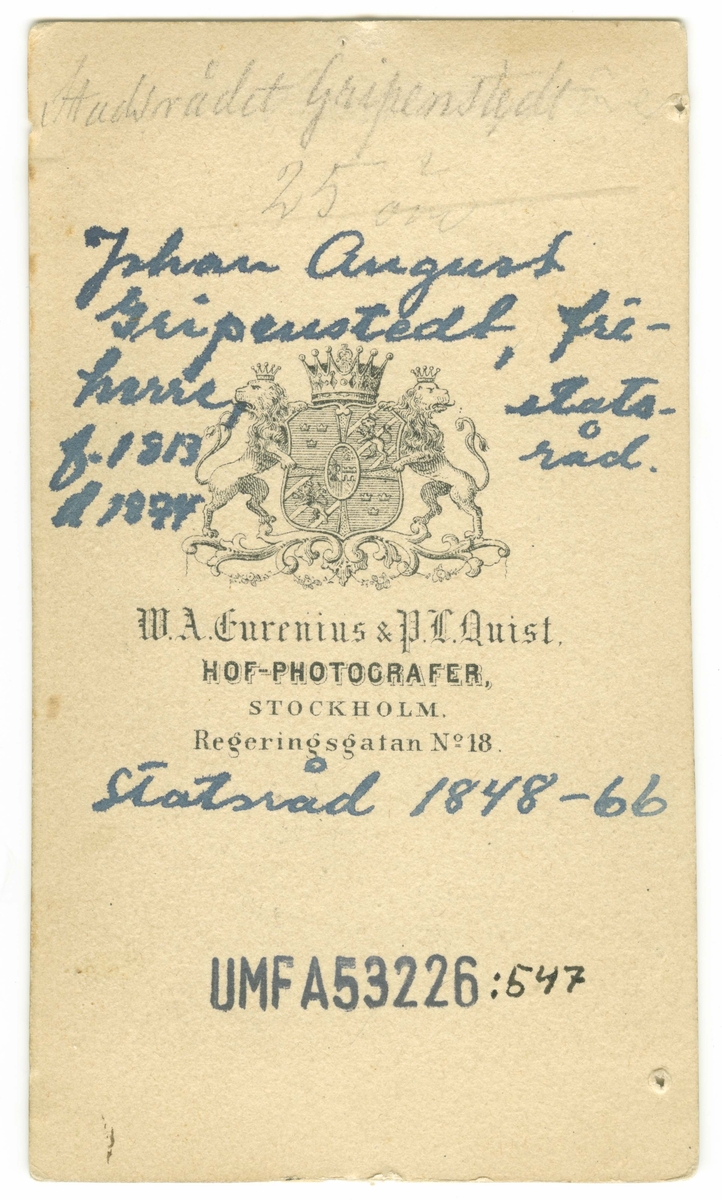 Stadsrådet Gripenstedt
25 öre
Johan August
Gripenstedt, fri-
herre, stats-
f. 1813 råd.
d 1874
W. A. Eurenius & P. L. Quist.
HOF-PHOTOGRAFER,
STOCKHOLM.
Regeringsgatan No 18.
Statsråd 1848-66
UMFA53226:547